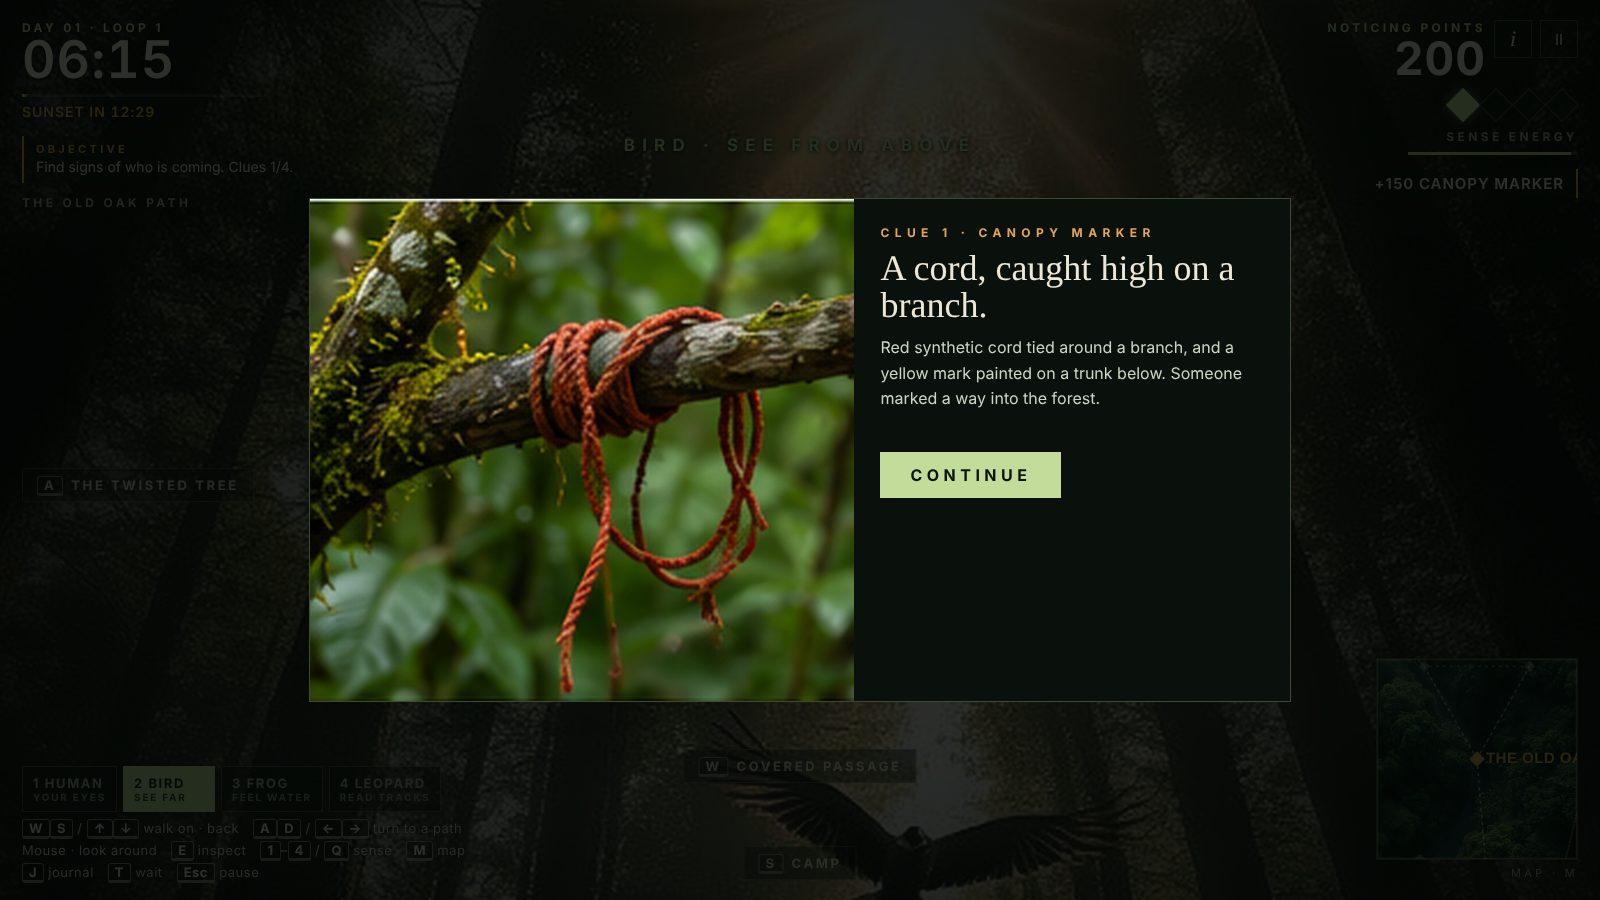 DAY 01 · LOOP 1
06:15
SUNSET IN 12:29
OBJECTIVE
Find signs of who is coming. Clues 1/4.
THE OLD OAK PATH
NOTICING POINTS
200
i
II
SENSE ENERGY
+150 CANOPY MARKER
BIRD · SEE FROM ABOVE
CLUE 1 · CANOPY MARKER
A cord, caught high on a
branch.
Red synthetic cord tied around a branch, and a
yellow mark painted on a trunk below. Someone
marked a way into the forest.
CONTINUE
A THE TWISTED TREE
W COVERED PASSAGE
S CAMP
1 HUMAN
YOUR EYES
2 BIRD
SEE FAR
3 FROG
FEEL WATER
4 LEOPARD
READ TRACKS
W S / ↑ ↓ walk on · back A D / ← → turn to a path
Mouse · look around E inspect 1–4 / Q sense M map
J journal T wait Esc pause
THE OLD OA
MAP · M